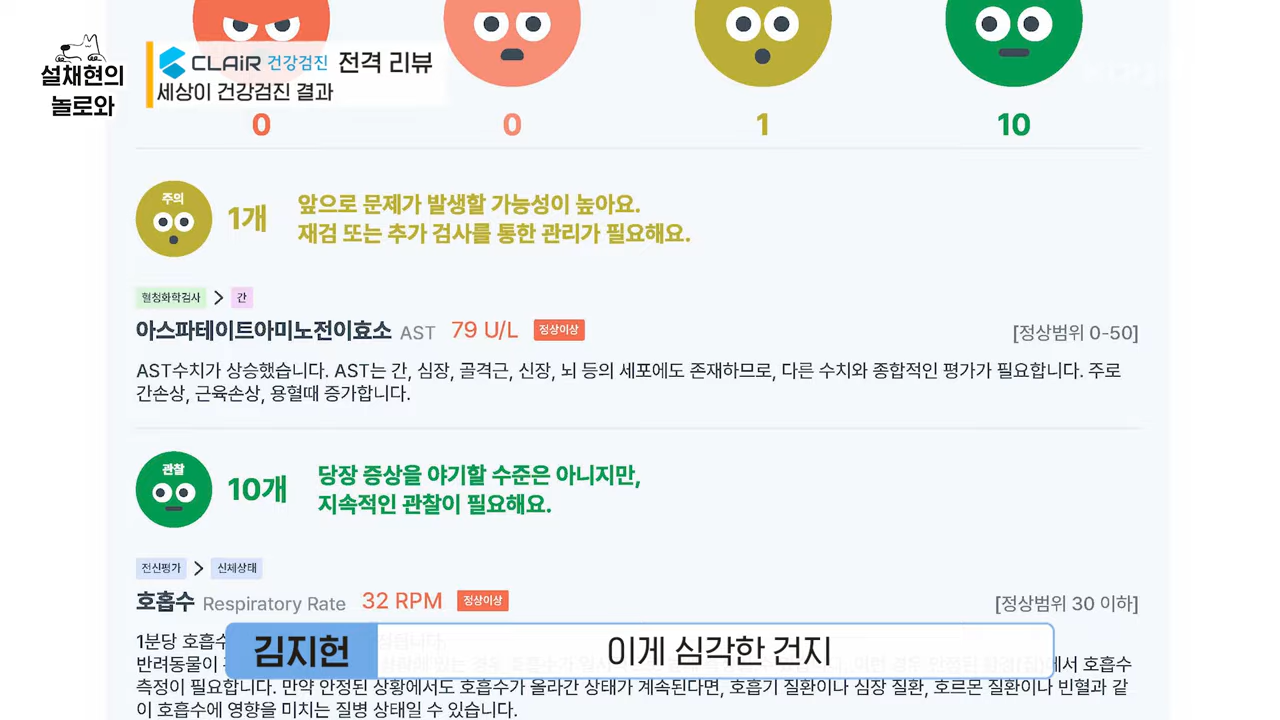 설채현의
놀로와
CLAiR 건강검진 전격 리뷰
세상이 건강검진 결과
0 0 1 10
주의
1개
앞으로 문제가 발생할 가능성이 높아요.
재검 또는 추가 검사를 통한 관리가 필요해요.
혈청화학검사 > 간
아스파테이트아미노전이효소 AST 79 U/L 정상이상 [정상범위 0-50]
AST수치가 상승했습니다. AST는 간, 심장, 골격근, 신장, 뇌 등의 세포에도 존재하므로, 다른 수치와 종합적인 평가가 필요합니다. 주로
간손상, 근육손상, 용혈때 증가합니다.
관찰
10개
당장 증상을 야기할 수준은 아니지만,
지속적인 관찰이 필요해요.
전신평가 > 신체상태
호흡수 Respiratory Rate 32 RPM 정상이상 [정상범위 30 이하]
1분당 호흡수
반려동물이 에서 호흡수
측정이 필요합니다. 만약 안정된 상황에서도 호흡수가 올라간 상태가 계속된다면, 호흡기 질환이나 심장 질환, 호르몬 질환이나 빈혈과 같
이 호흡수에 영향을 미치는 질병 상태일 수 있습니다.
김지헌 이게 심각한 건지